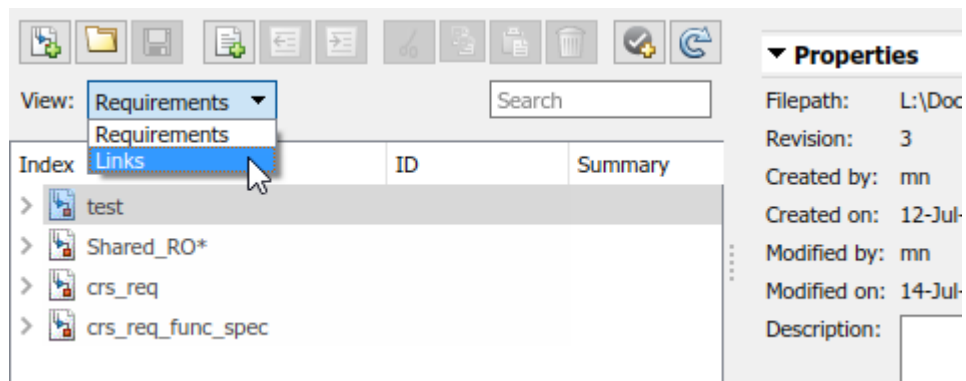 Properties
View: Requirements Search
Requirements
Links
Index ID Summary
test
Shared_RO*
crs_req
crs_req_func_spec
Filepath: L:\Doc
Revision: 3
Created by: mn
Created on: 12-Jul-
Modified by: mn
Modified on: 14-Jul-
Description: